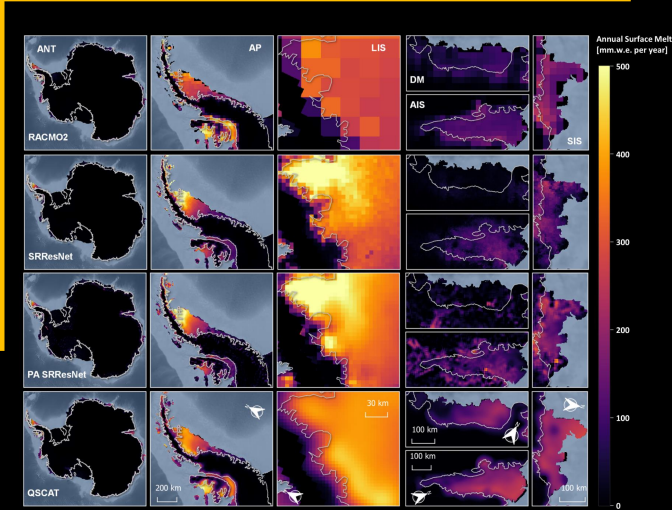 Annual Surface Melt
[mm.w.e. per year]
ANT
AP
LIS
DM
AIS
SIS
RACMO2
500
400
SRResNet
300
200
PA SRResNet
100
30 km
100 km
200 km
100 km
100 km
QSCAT
0